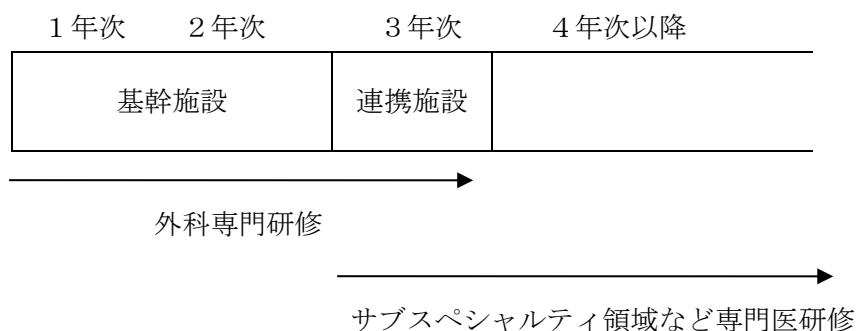 １年次　２年次　３年次　４年次以降
基幹施設　連携施設
外科専門研修
サブスペシャルティ領域など専門医研修